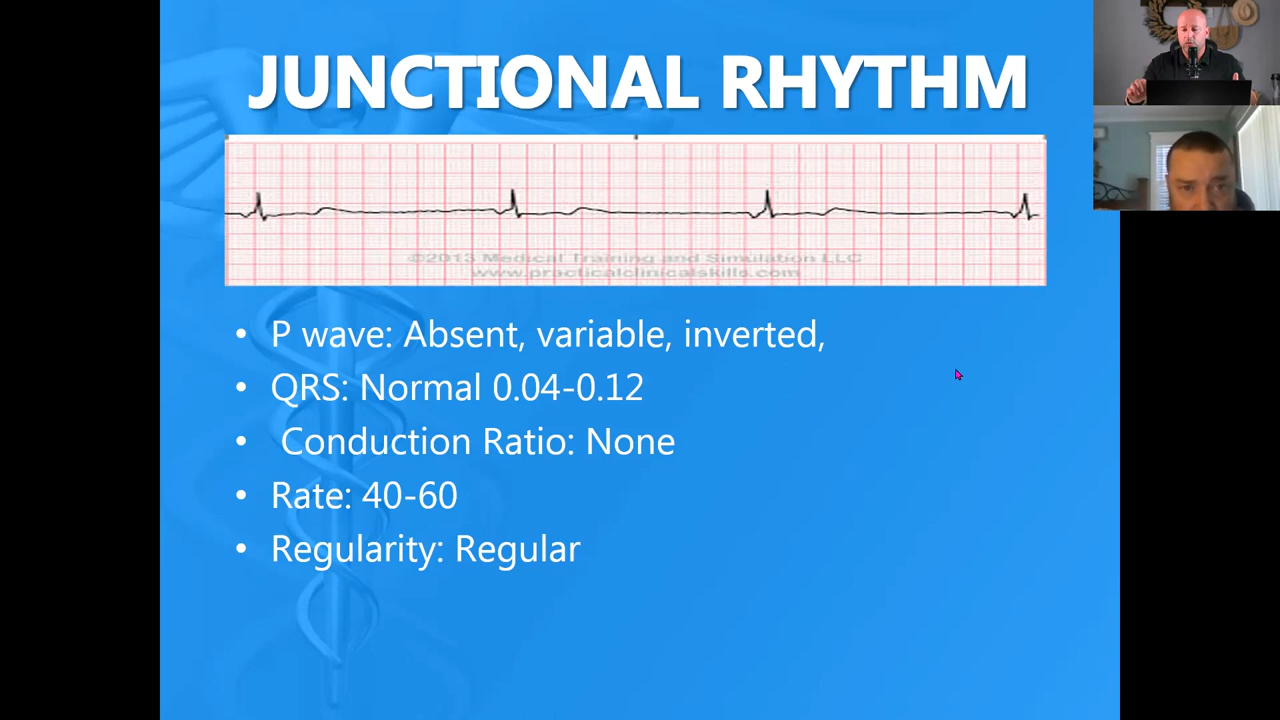 JUNCTIONAL RHYTHM
©2013 Medical Training and Simulation LLC
www.practicalclinicalskills.com
• P wave: Absent, variable, inverted,
• QRS: Normal 0.04-0.12
• Conduction Ratio: None
• Rate: 40-60
• Regularity: Regular